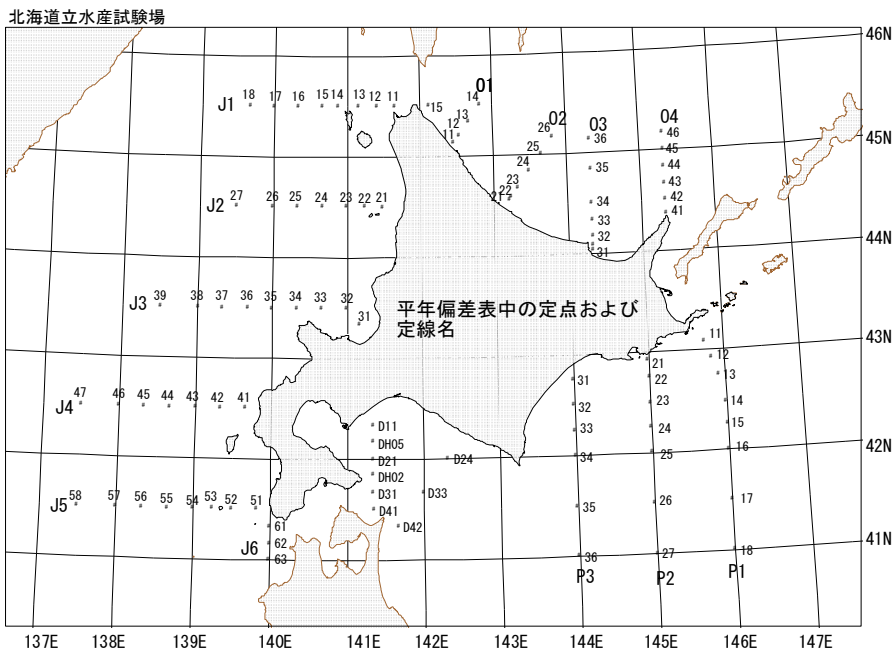 北海道立水産試験場
46N
O1
J1 18 17 16 15 14 13 12 11
15 14
13
12
11
O2
26
25
24
23
22
21
O3
36
35
34
33
32
31
O4
46
45
44
43
42
41
45N
J2 27 26 25 24 23 22 21
44N
J3 39 38 37 36 35 34 33 32
31
平年偏差表中の定点および
定線名
43N
11
12
13
14
15
16
17
18
P1
21
22
23
24
25
26
27
P2
31
32
33
34
35
36
P3
J4 47 46 45 44 43 42 41
42N
D11
DH05
D21 D24
DH02
D31 D33
D41
D42
J5 58 57 56 55 54 53 52 51
41N
61
J6 62
63
137E 138E 139E 140E 141E 142E 143E 144E 145E 146E 147E